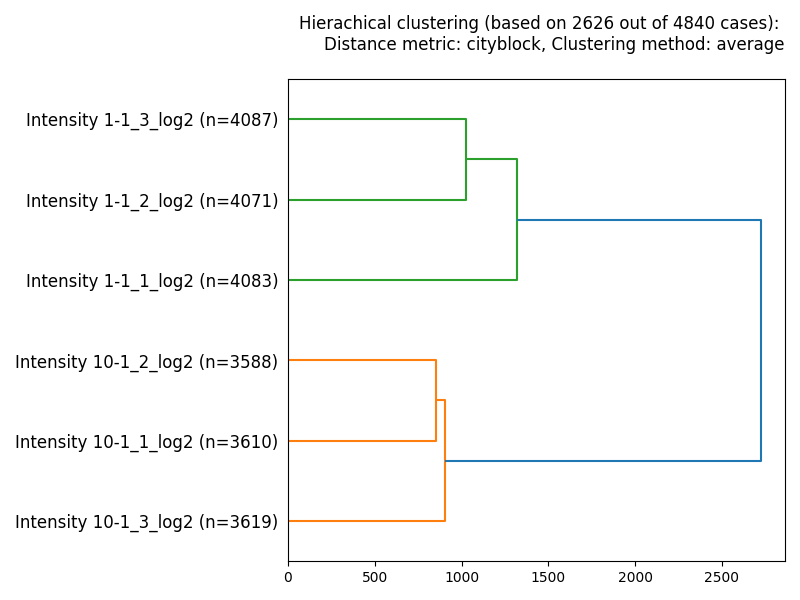 Hierachical clustering (based on 2626 out of 4840 cases):
Distance metric: cityblock, Clustering method: average
Intensity 1-1_3_log2 (n=4087)
Intensity 1-1_2_log2 (n=4071)
Intensity 1-1_1_log2 (n=4083)
Intensity 10-1_2_log2 (n=3588)
Intensity 10-1_1_log2 (n=3610)
Intensity 10-1_3_log2 (n=3619)
0 500 1000 1500 2000 2500